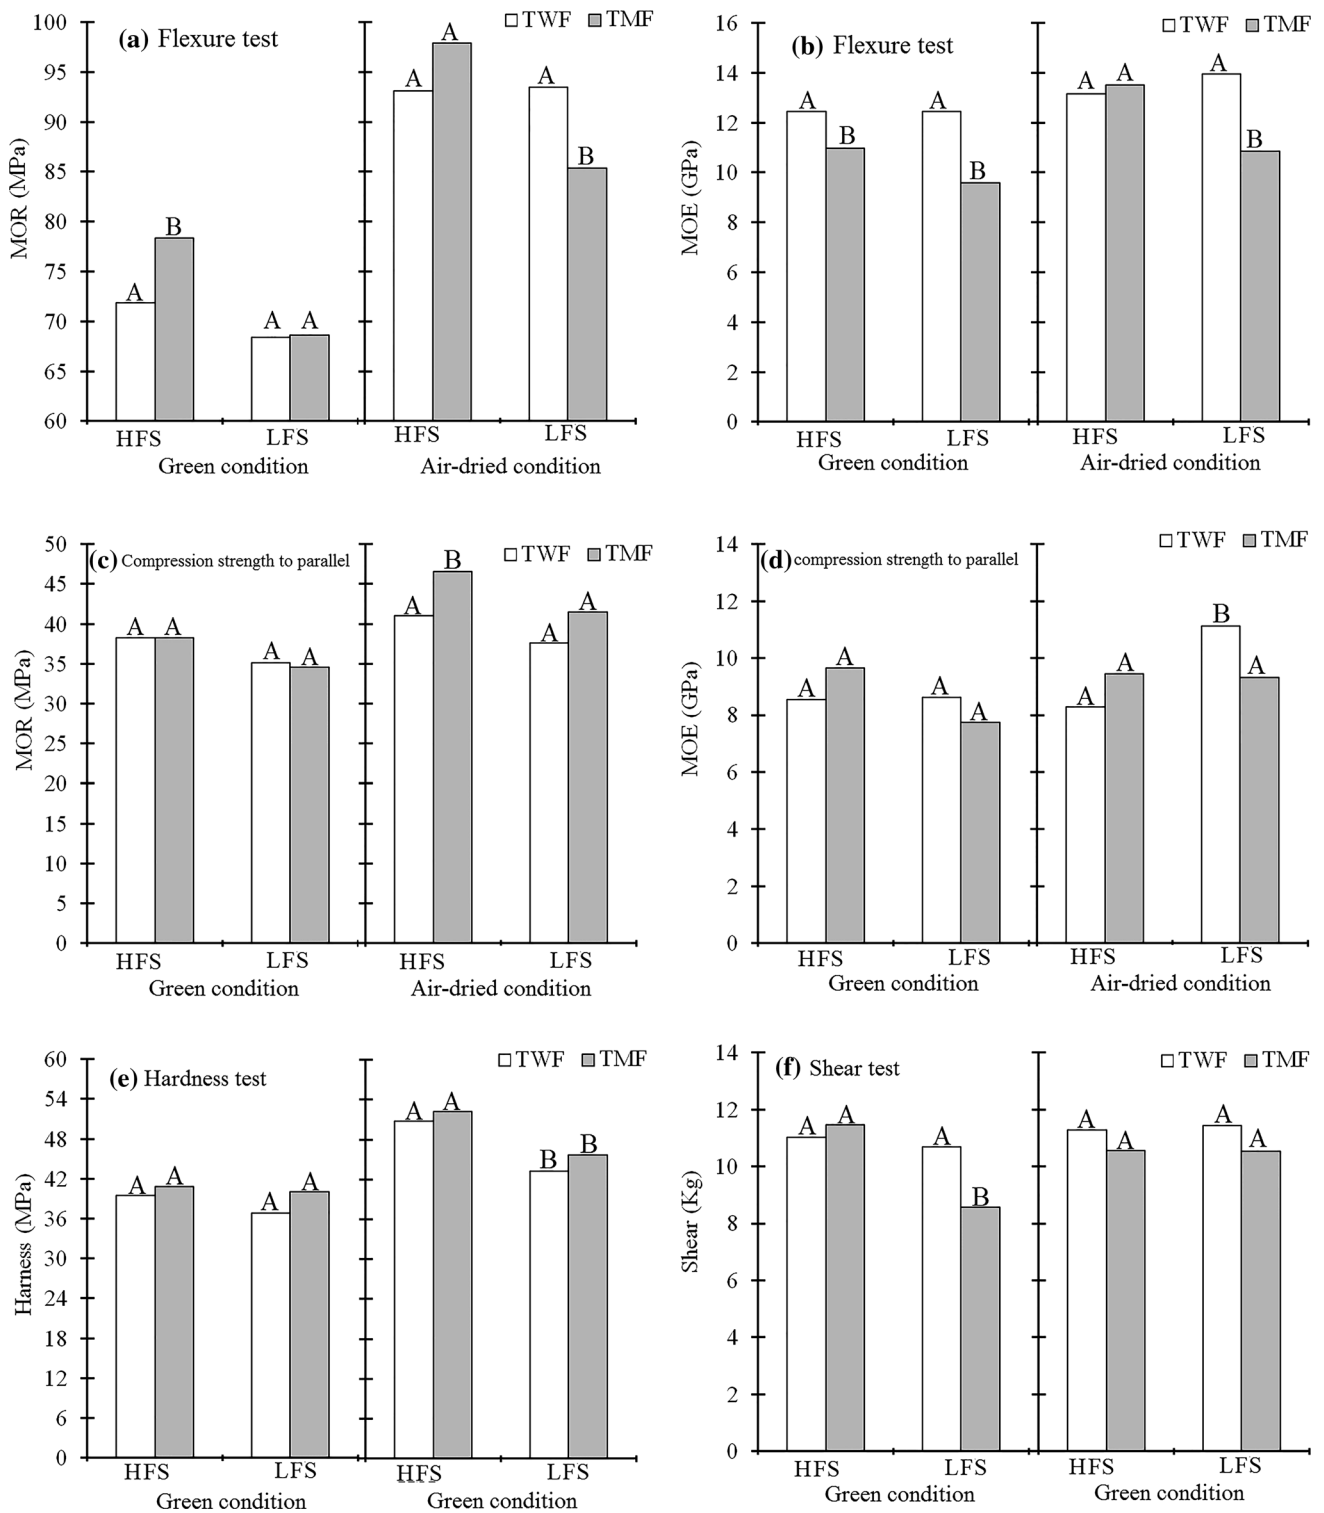 (a) Flexure test
TWF TMF
MOR (MPa)
100
95
90
85
80
75
70
65
60
A B A A A A A B
HFS LFS HFS LFS
Green condition Air-dried condition
(b) Flexure test
TWF TMF
MOE (GPa)
16
14
12
10
8
6
4
2
0
A B A B A A A B
HFS LFS HFS LFS
Green condition Air-dried condition
(c) Compression strength to parallel
TWF TMF
MOR (MPa)
50
45
40
35
30
25
20
15
10
5
0
A A A A A B A A
HFS LFS HFS LFS
Green condition Air-dried condition
(d) compression strength to parallel
TWF TMF
MOE (GPa)
14
12
10
8
6
4
2
0
A A A A A A B A
HFS LFS HFS LFS
Green condition Air-dried condition
(e) Hardness test
TWF TMF
Harness (MPa)
60
54
48
42
36
30
24
18
12
6
0
A A A A A A B B
HFS LFS HFS LFS
Green condition Green condition
(f) Shear test
TWF TMF
Shear (Kg)
14
12
10
8
6
4
2
0
A A A B A A A A
HFS LFS HFS LFS
Green condition Green condition